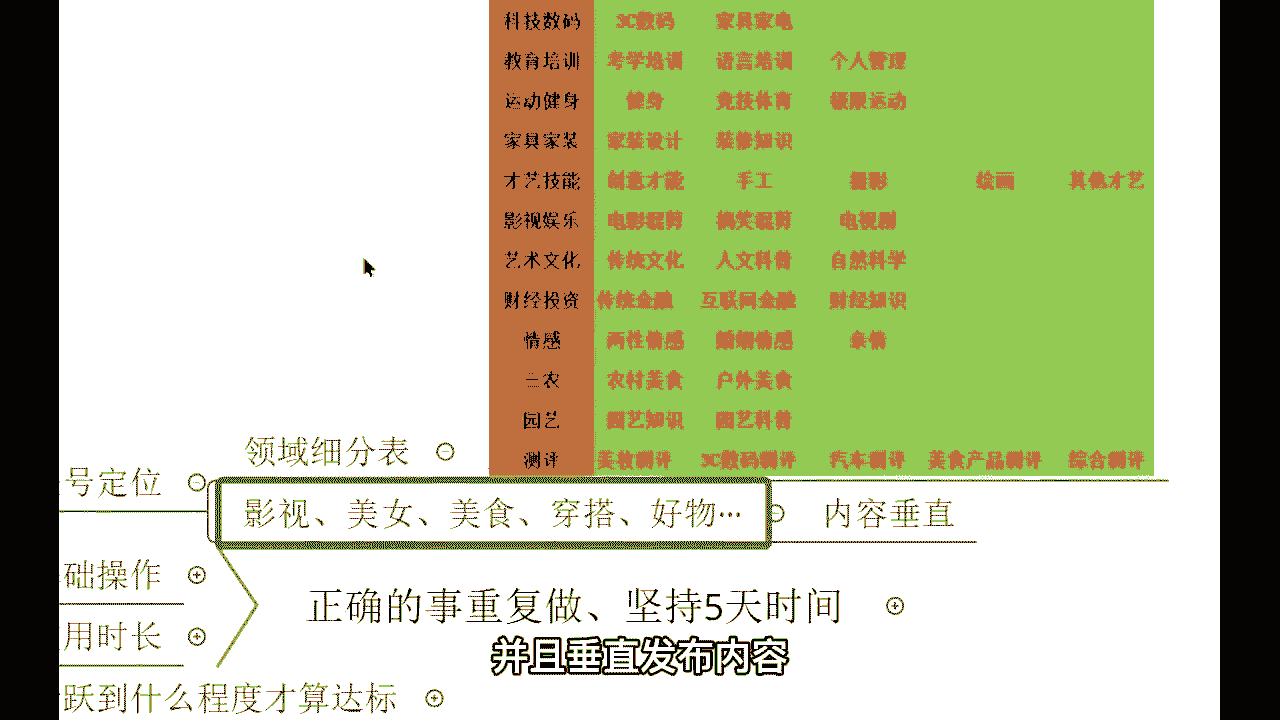 科技数码 3C数码 家具家电
教育培训 考学培训 语言培训 个人管理
运动健身 健身 竞技体育 极限运动
家具家装 家装设计 装修知识
才艺技能 创意才能 手工 摄影 绘画 其他才艺
影视娱乐 电影混剪 搞笑混剪 电视剧
艺术文化 传统文化 人文科普 自然科学
财经投资 传统金融 互联网金融 财经知识
情感 两性情感 婚姻情感 亲情
三农 农村美食 户外美食
园艺 园艺知识 园艺科普
测评 美妆测评 3C数码测评 汽车测评 美食产品测评 综合测评
领域细分表
号定位
影视、美女、美食、穿搭、好物… 内容垂直
础操作
正确的事重复做、坚持5天时间
用时长
并且垂直发布内容
跃到什么程度才算达标